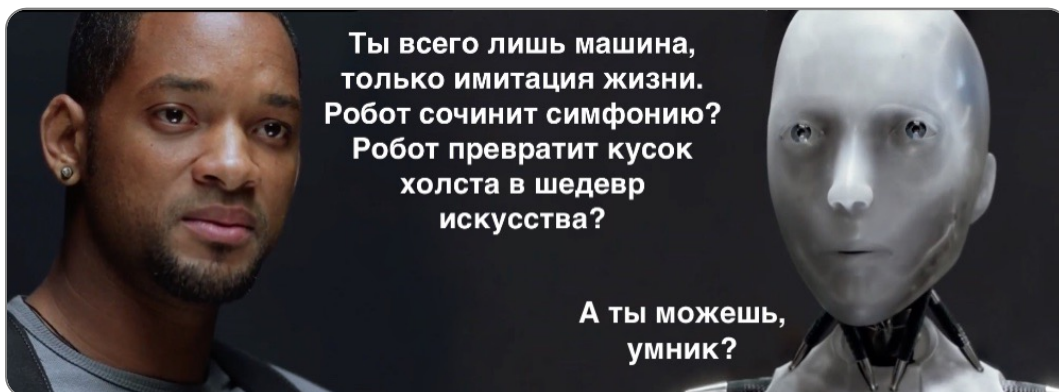 Ты всего лишь машина,
только имитация жизни.
Робот сочинит симфонию?
Робот превратит кусок
холста в шедевр
искусства?
А ты можешь,
умник?